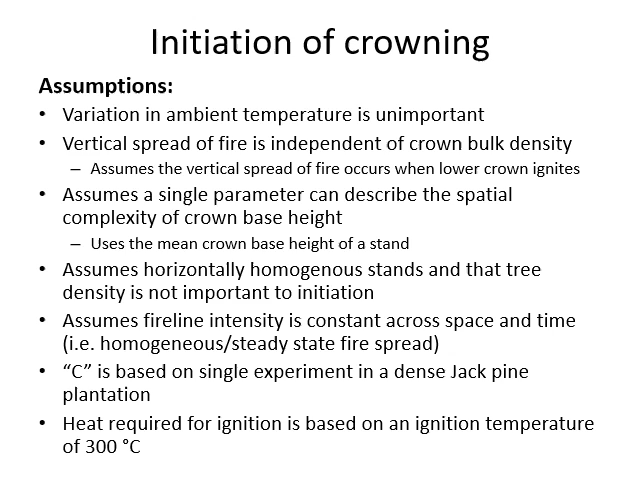 Initiation of crowning
Assumptions:
• Variation in ambient temperature is unimportant
• Vertical spread of fire is independent of crown bulk density
– Assumes the vertical spread of fire occurs when lower crown ignites
• Assumes a single parameter can describe the spatial
complexity of crown base height
– Uses the mean crown base height of a stand
• Assumes horizontally homogenous stands and that tree
density is not important to initiation
• Assumes fireline intensity is constant across space and time
(i.e. homogeneous/steady state fire spread)
• “C” is based on single experiment in a dense Jack pine
plantation
• Heat required for ignition is based on an ignition temperature
of 300 °C